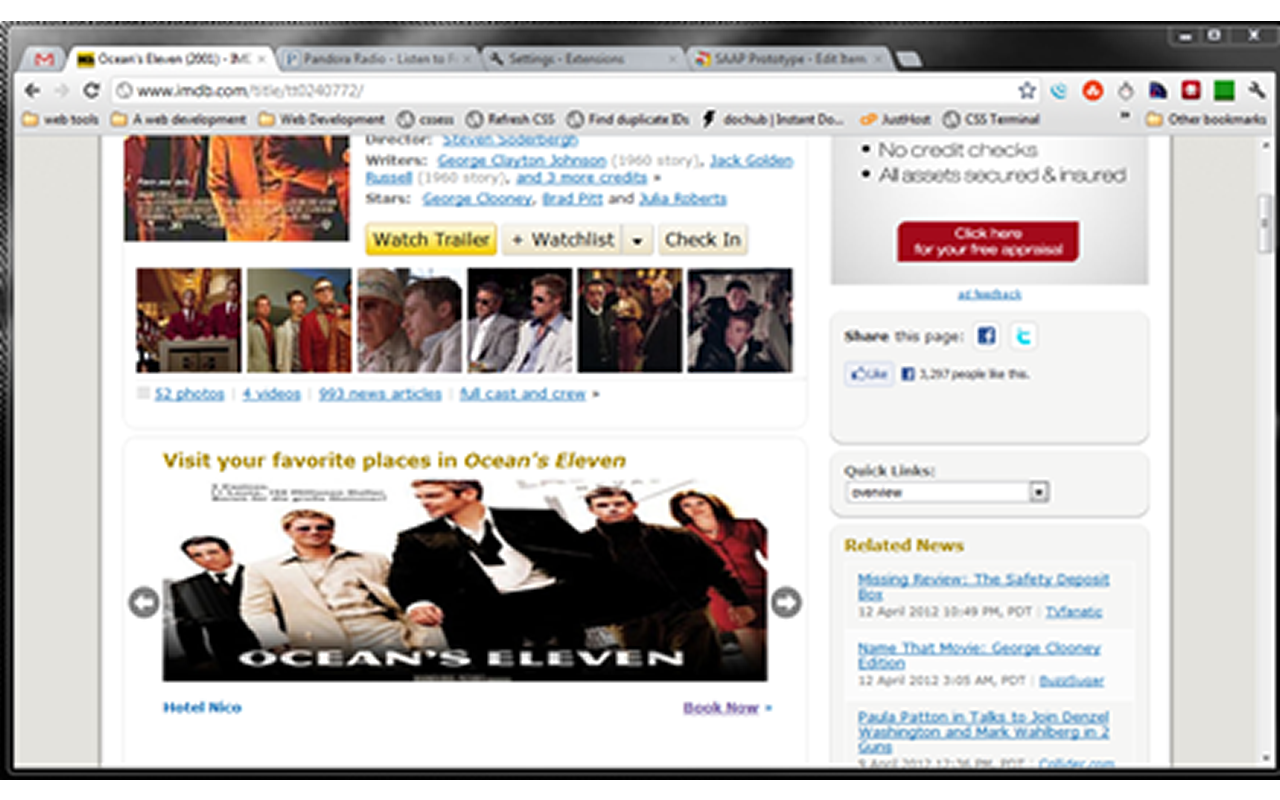 Ocean's Eleven (2001) - IMD
Pandora Radio - Listen to F
Settings - Extensions
SAAP Prototype - Edit Item
www.imdb.com/title/tt0240772/
web tools
A web development
Web Development
cssess
Refresh CSS
Find duplicate IDs
dochub | Instant Do...
JustHost
CSS Terminal
»
Other bookmarks
Director: Steven Soderbergh
Writers: George Clayton Johnson (1960 story), Jack Golden
Russell (1960 story), and 3 more credits »
Stars: George Clooney, Brad Pitt and Julia Roberts
Watch Trailer
+ Watchlist
Check In
52 photos | 4 videos | 993 news articles | full cast and crew »
Visit your favorite places in Ocean's Eleven
OCEAN'S ELEVEN
Hotel Nico
Book Now »
• No credit checks
• All assets secured & insured
Click here
for your free appraisal
ad feedback
Share this page:
Like
3,297 people like this.
Quick Links:
overview
Related News
Missing Review: The Safety Deposit
Box
12 April 2012 10:49 PM, PDT | TVfanatic
Name That Movie: George Clooney
Edition
12 April 2012 3:05 AM, PDT | BuzzSugar
Paula Patton in Talks to Join Denzel
Washington and Mark Wahlberg in 2
Guns
9 April 2012 12:36 PM, PDT | Collider.com